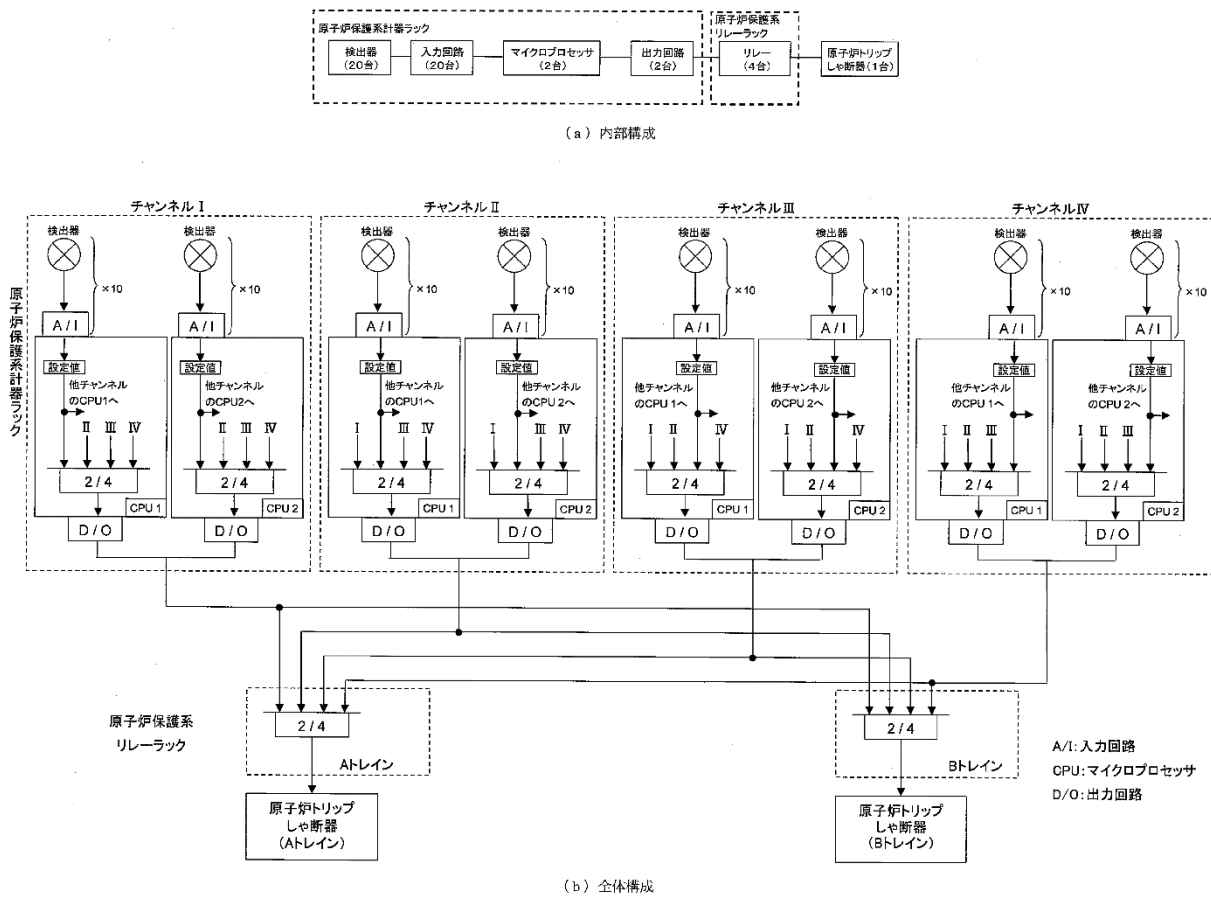 原子炉保護系計器ラック
原子炉保護系
リレーラック
検出器
(20台)
入力回路
(20台)
マイクロプロセッサ
(2台)
出力回路
(2台)
リレー
(4台)
原子炉トリップ
しゃ断器(1台)
(a) 内部構成
チャンネルⅠ
チャンネルⅡ
チャンネルⅢ
チャンネルⅣ
原子炉保護系計器ラック
検出器
検出器
検出器
検出器
検出器
検出器
検出器
検出器
×10
×10
×10
×10
×10
×10
×10
×10
A/I
A/I
A/I
A/I
A/I
A/I
A/I
A/I
設定値
設定値
設定値
設定値
設定値
設定値
設定値
設定値
他チャンネル
のCPU1へ
他チャンネル
のCPU2へ
他チャンネル
のCPU1へ
他チャンネル
のCPU2へ
他チャンネル
のCPU1へ
他チャンネル
のCPU2へ
他チャンネル
のCPU1へ
他チャンネル
のCPU2へ
Ⅱ Ⅲ Ⅳ
Ⅱ Ⅲ Ⅳ
Ⅰ Ⅲ Ⅳ
Ⅰ Ⅲ Ⅳ
Ⅰ Ⅱ Ⅳ
Ⅰ Ⅱ Ⅳ
Ⅰ Ⅱ Ⅲ
Ⅰ Ⅱ Ⅲ
2/4
2/4
2/4
2/4
2/4
2/4
2/4
2/4
CPU1
CPU2
CPU1
CPU2
CPU1
CPU2
CPU1
CPU2
D/O
D/O
D/O
D/O
D/O
D/O
D/O
D/O
原子炉保護系
リレーラック
2/4
Aトレイン
2/4
Bトレイン
原子炉トリップ
しゃ断器
(Aトレイン)
原子炉トリップ
しゃ断器
(Bトレイン)
A/I:入力回路
CPU:マイクロプロセッサ
D/O:出力回路
(b) 全体構成